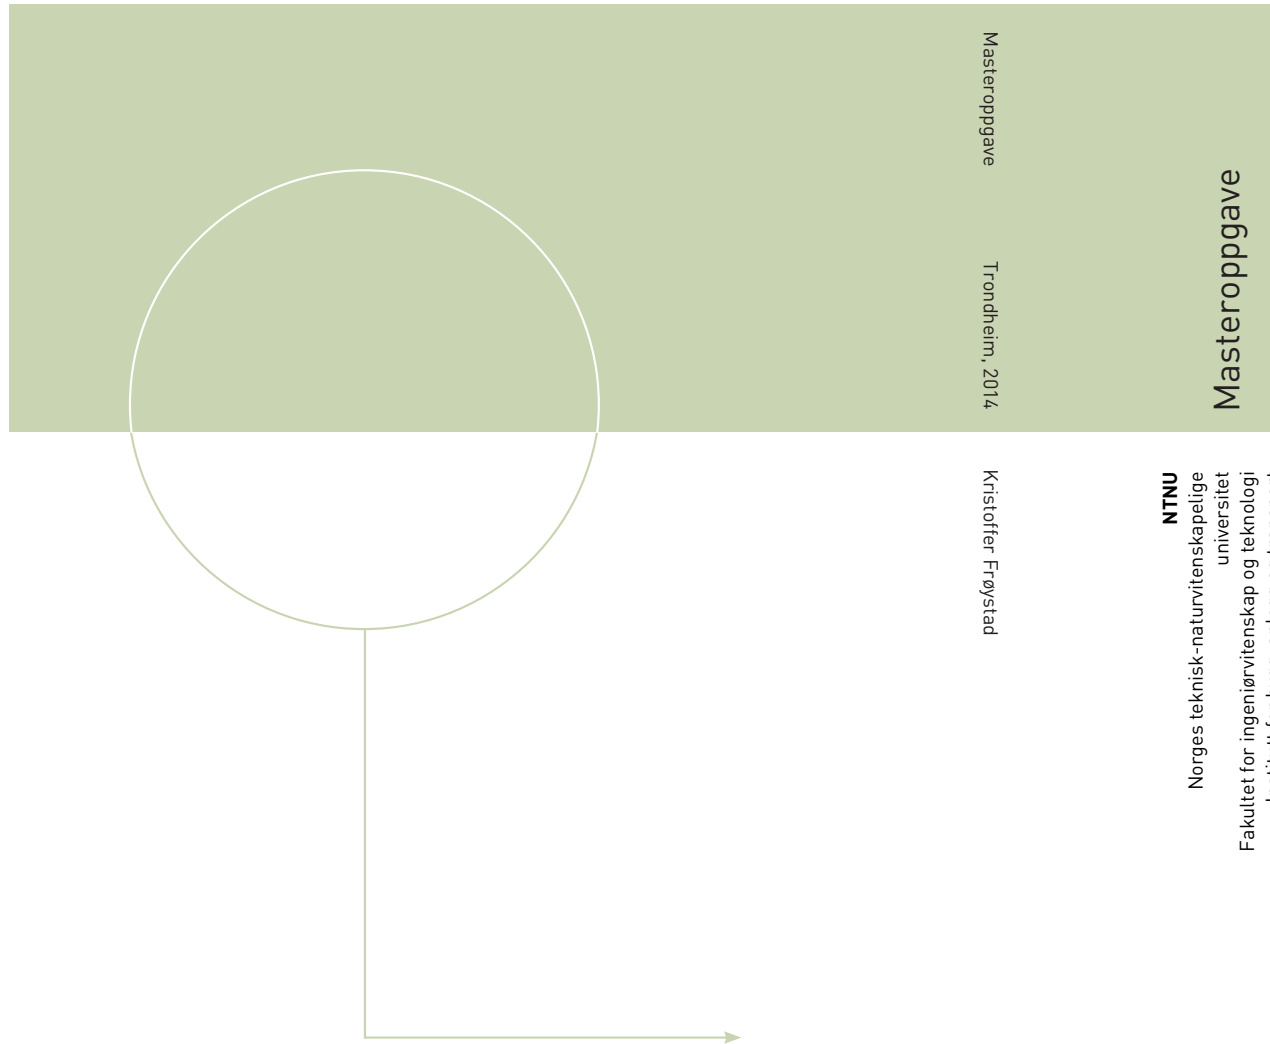 Masteroppgave
Trondheim, 2014
Kristoffer Frøystad
Masteroppgave
NTNU
Norges teknisk-naturvitenskapelige
universitet
Fakultet for ingeniørvitenskap og teknologi